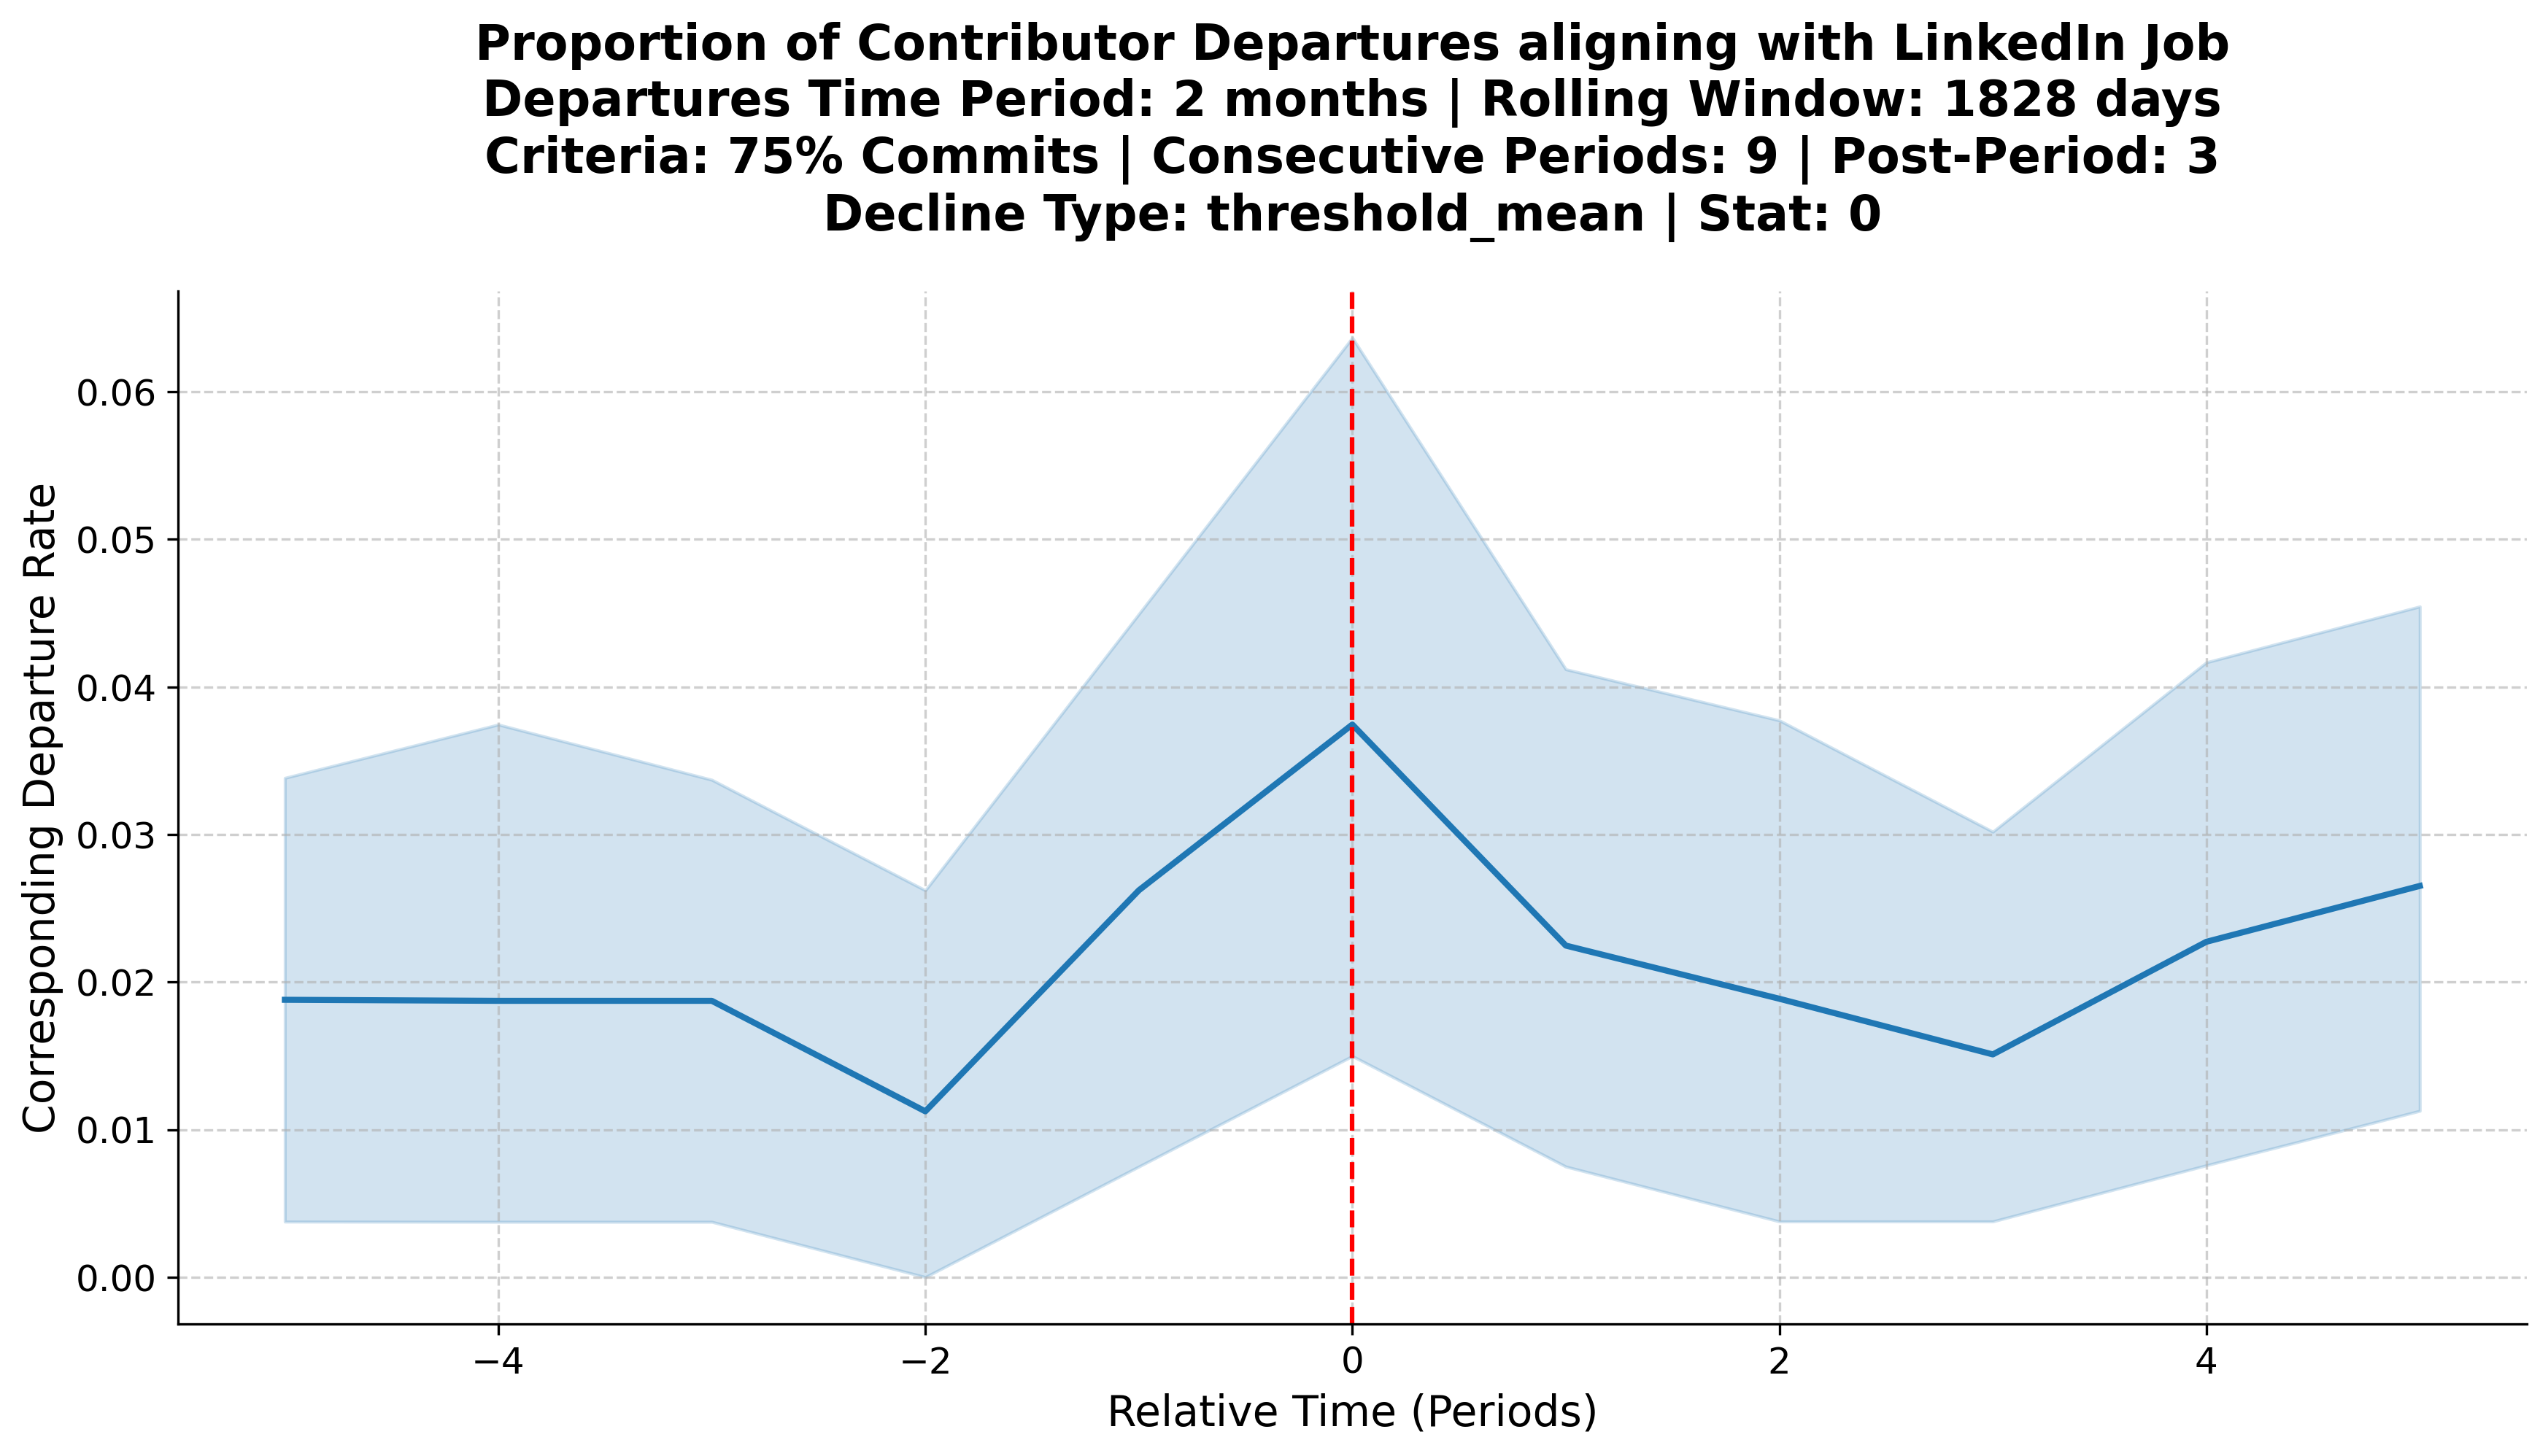 Proportion of Contributor Departures aligning with LinkedIn Job
Departures Time Period: 2 months | Rolling Window: 1828 days
Criteria: 75% Commits | Consecutive Periods: 9 | Post-Period: 3
Decline Type: threshold_mean | Stat: 0
Corresponding Departure Rate
0.06
0.05
0.04
0.03
0.02
0.01
0.00
−4
−2
0
2
4
Relative Time (Periods)